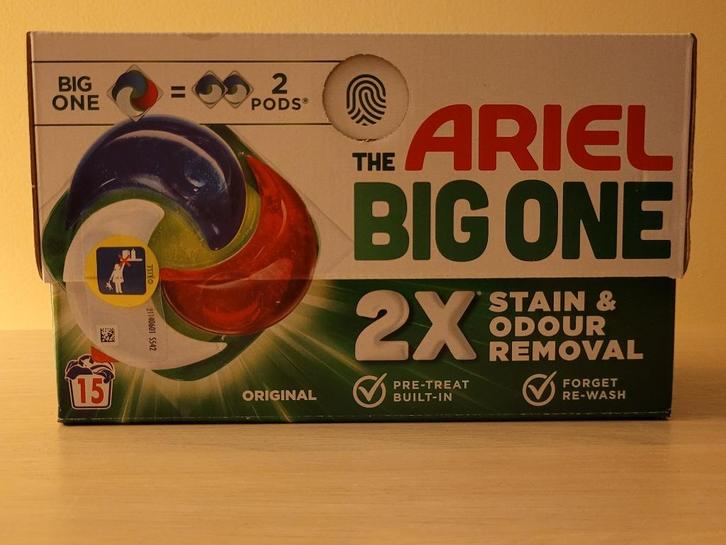 BIG ONE = 2 PODS®
THE ARIEL
BIG ONE
2X STAIN &
ODOUR
REMOVAL
15
ORIGINAL
PRE-TREAT
BUILT-IN
FORGET
RE-WASH